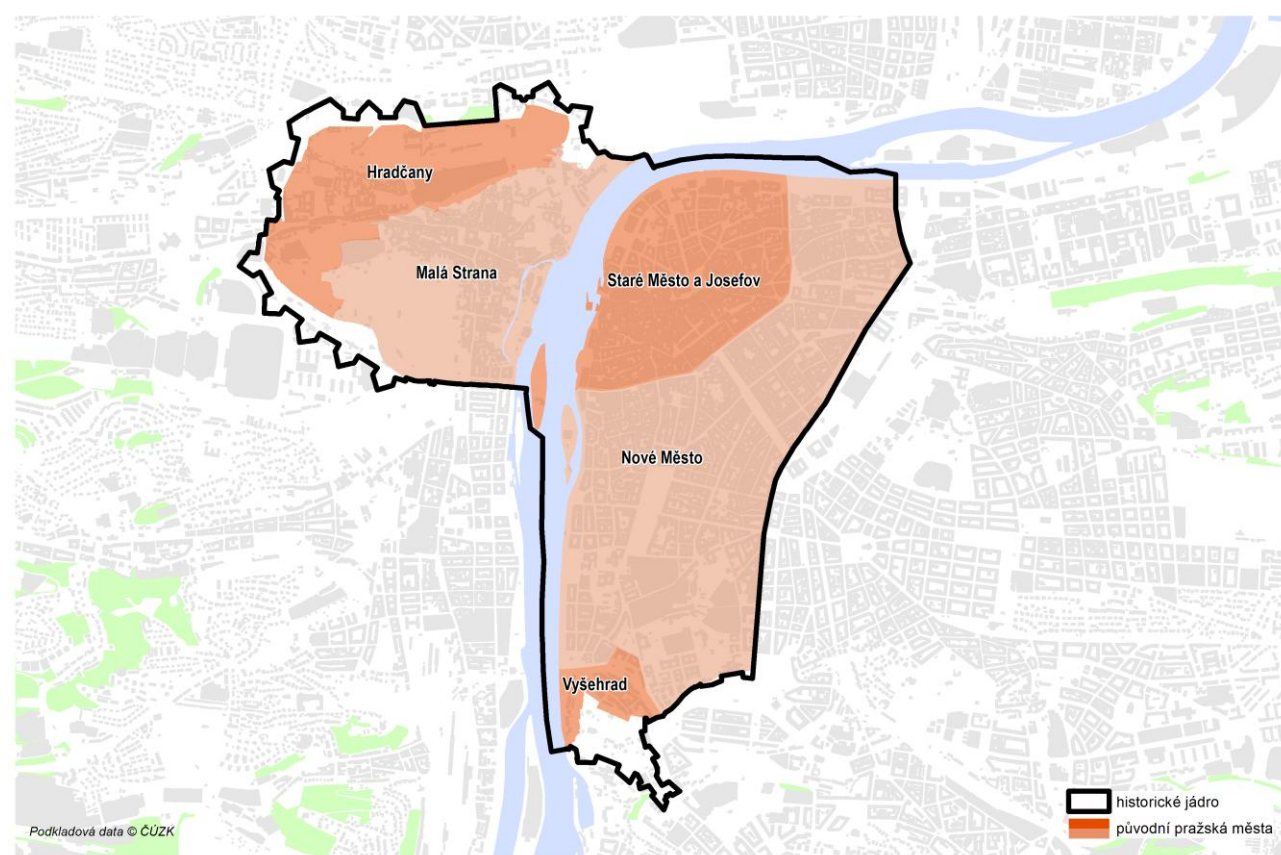 Hradčany
Malá Strana
Staré Město a Josefov
Nové Město
Vyšehrad
historické jádro
původní pražská města
Podkladová data © ČÚZK